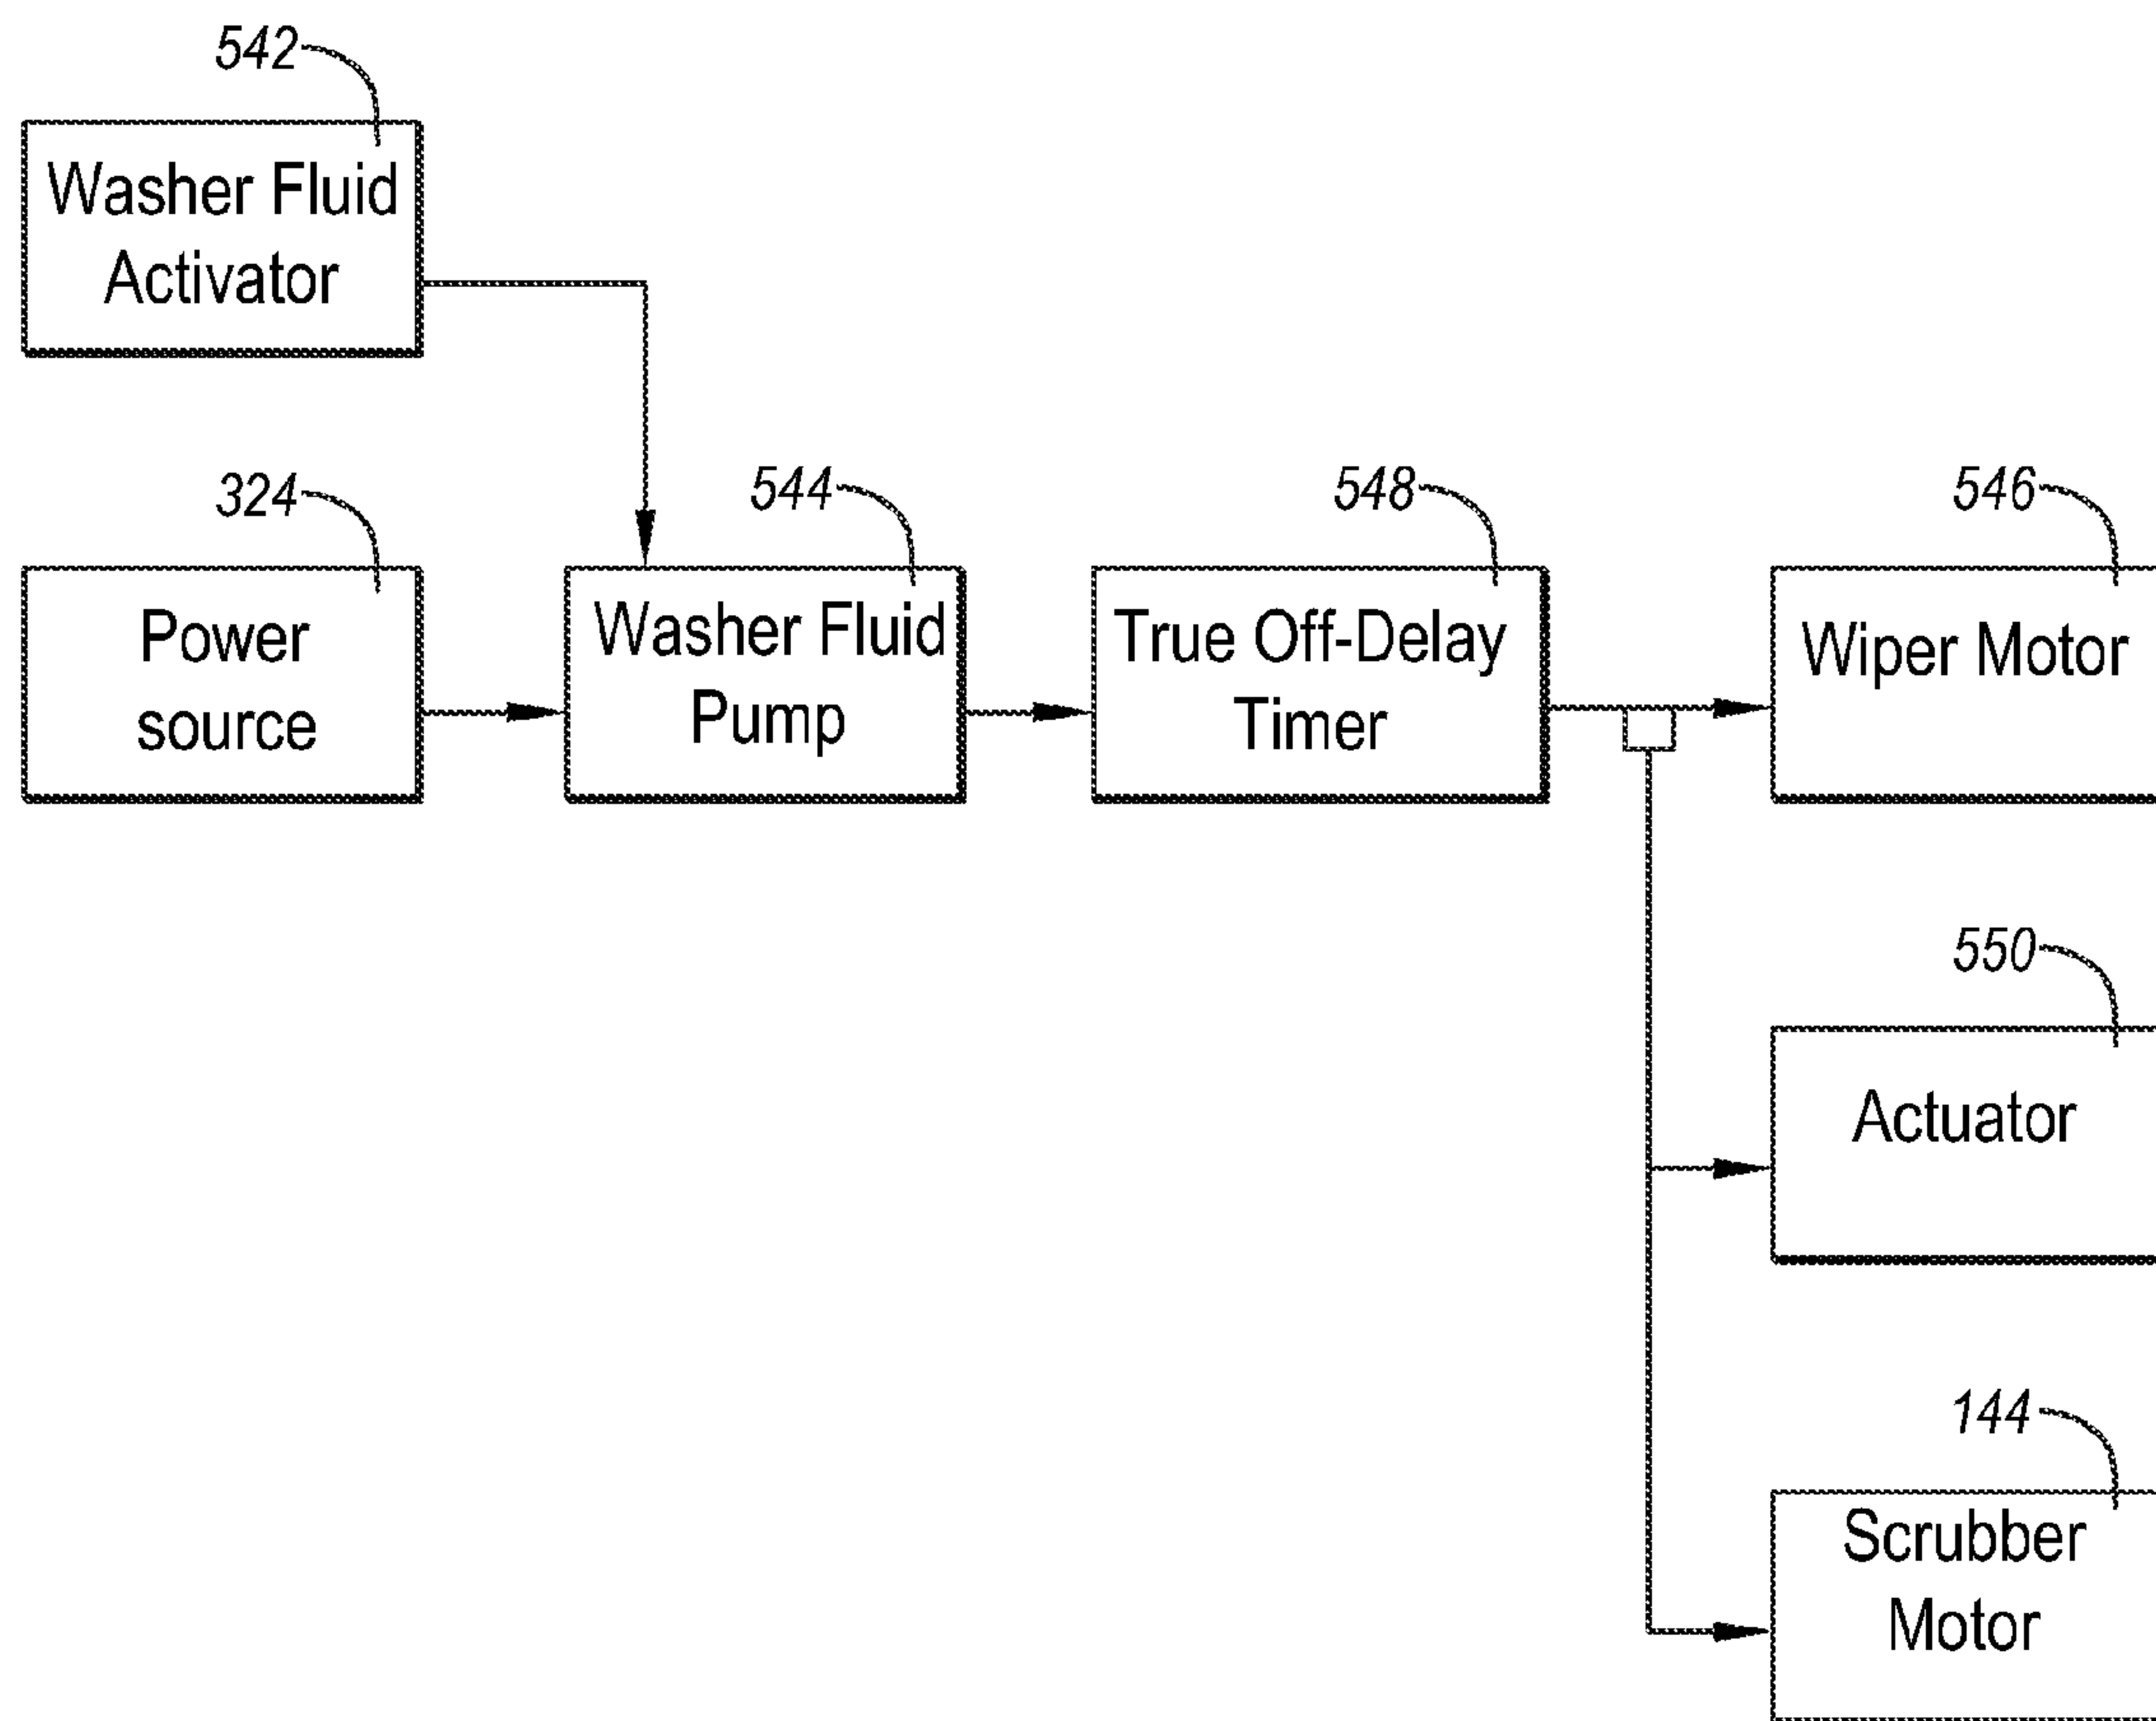 542
Washer Fluid
Activator
324
Power
source
544
Washer Fluid
Pump
548
True Off-Delay
Timer
546
Wiper Motor
550
Actuator
144
Scrubber
Motor